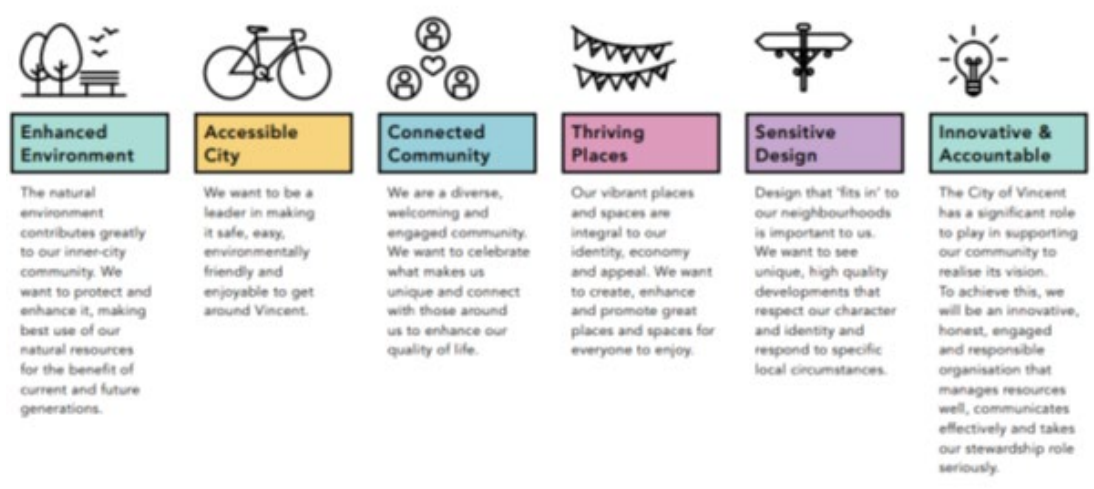 Enhanced
Environment
The natural
environment
contributes greatly
to our inner-city
community. We
want to protect and
enhance it, making
best use of our
natural resources
for the benefit of
current and future
generations.
Accessible
City
We want to be a
leader in making
it safe, easy,
environmentally
friendly and
enjoyable to get
around Vincent.
Connected
Community
We are a diverse,
welcoming and
engaged community.
We want to celebrate
what makes us
unique and connect
with those around
us to enhance our
quality of life.
Thriving
Places
Our vibrant places
and spaces are
integral to our
identity, economy
and appeal. We want
to create, enhance
and promote great
places and spaces for
everyone to enjoy.
Sensitive
Design
Design that 'fits in' to
our neighbourhoods
is important to us.
We want to see
unique, high quality
developments that
respect our character
and identity and
respond to specific
local circumstances.
Innovative &
Accountable
The City of Vincent
has a significant role
to play in supporting
our community to
realise its vision.
To achieve this, we
will be an innovative,
honest, engaged
and responsible
organisation that
manages resources
well, communicates
effectively and takes
our stewardship role
seriously.